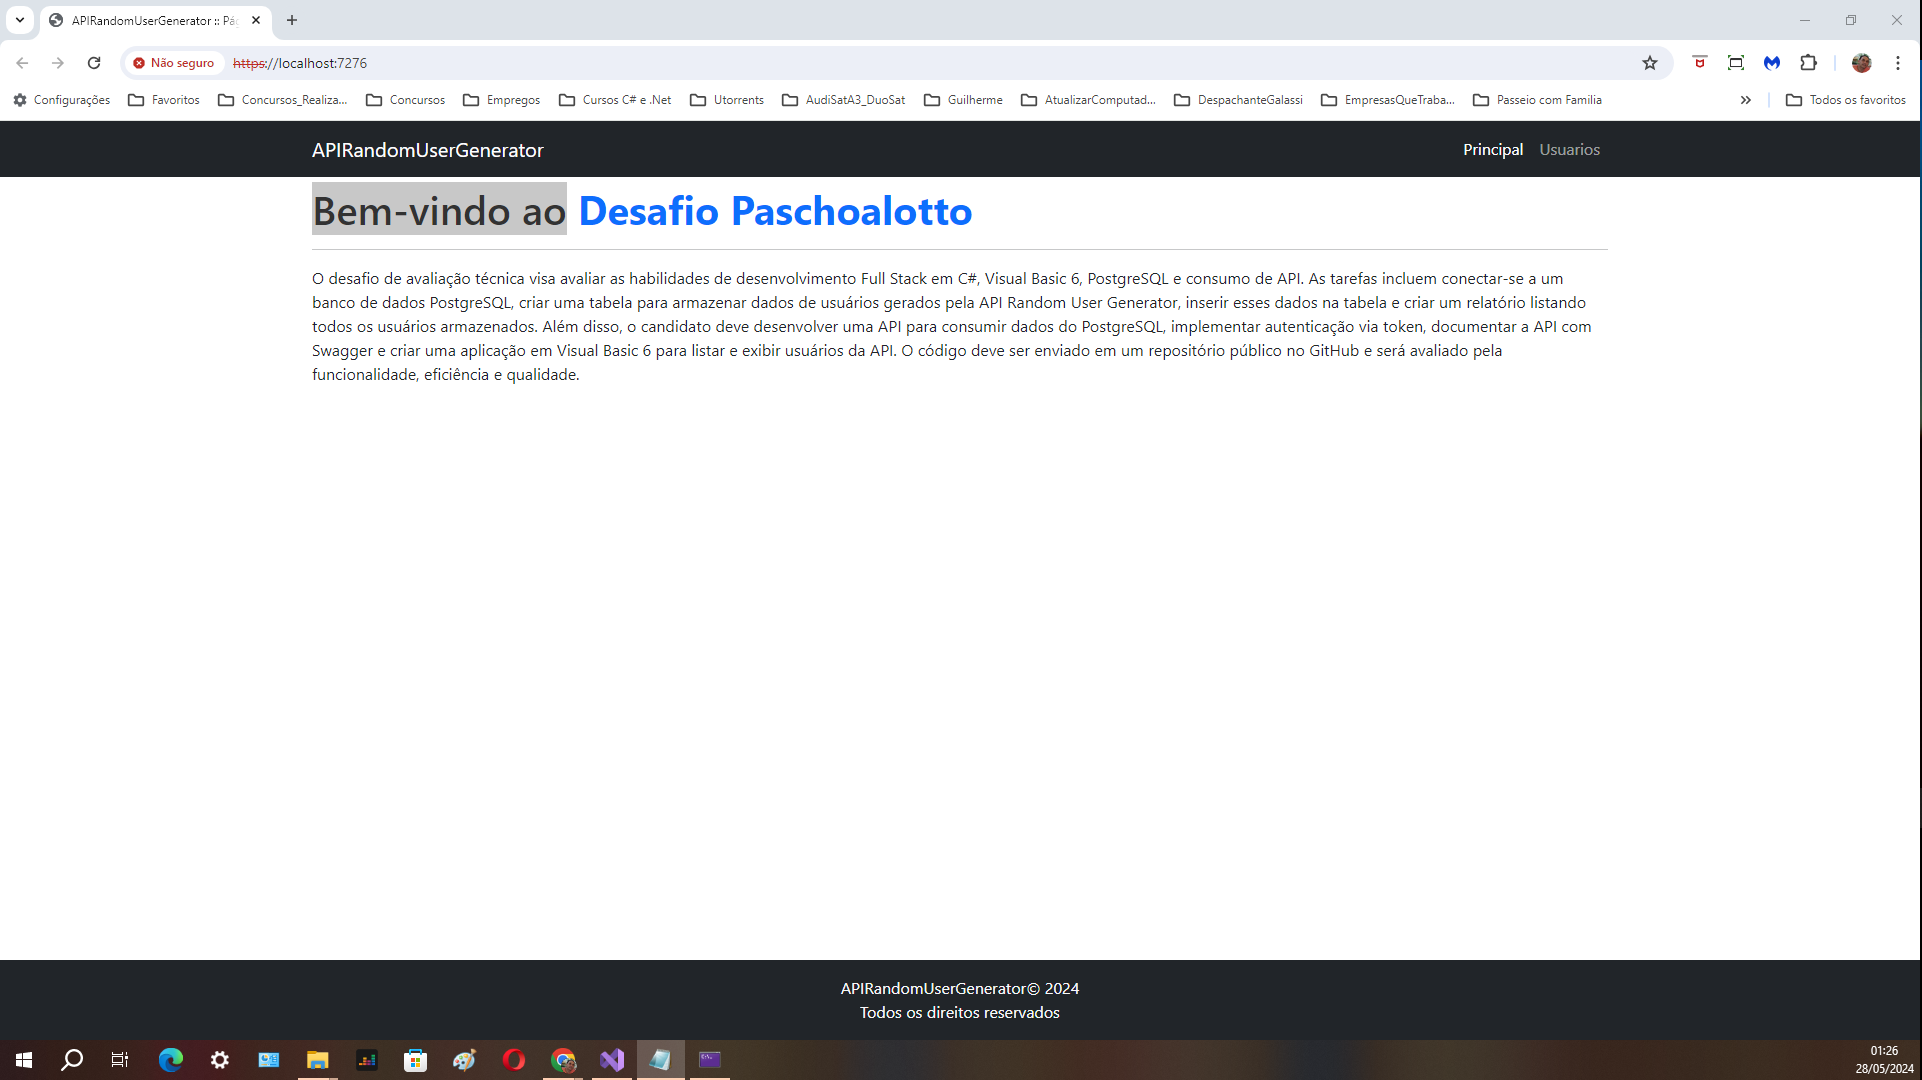 APIRandomUserGenerator :: Pá
Não seguro https://localhost:7276
Configurações Favoritos Concursos_Realiza... Concursos Empregos Cursos C# e .Net Utorrents AudiSatA3_DuoSat Guilherme AtualizarComputad... DespachanteGalassi EmpresasQueTraba... Passeio com Familia Todos os favoritos
APIRandomUserGenerator Principal Usuarios
Bem-vindo ao Desafio Paschoalotto
O desafio de avaliação técnica visa avaliar as habilidades de desenvolvimento Full Stack em C#, Visual Basic 6, PostgreSQL e consumo de API. As tarefas incluem conectar-se a um
banco de dados PostgreSQL, criar uma tabela para armazenar dados de usuários gerados pela API Random User Generator, inserir esses dados na tabela e criar um relatório listando
todos os usuários armazenados. Além disso, o candidato deve desenvolver uma API para consumir dados do PostgreSQL, implementar autenticação via token, documentar a API com
Swagger e criar uma aplicação em Visual Basic 6 para listar e exibir usuários da API. O código deve ser enviado em um repositório público no GitHub e será avaliado pela
funcionalidade, eficiência e qualidade.
APIRandomUserGenerator© 2024
Todos os direitos reservados
01:26
28/05/2024